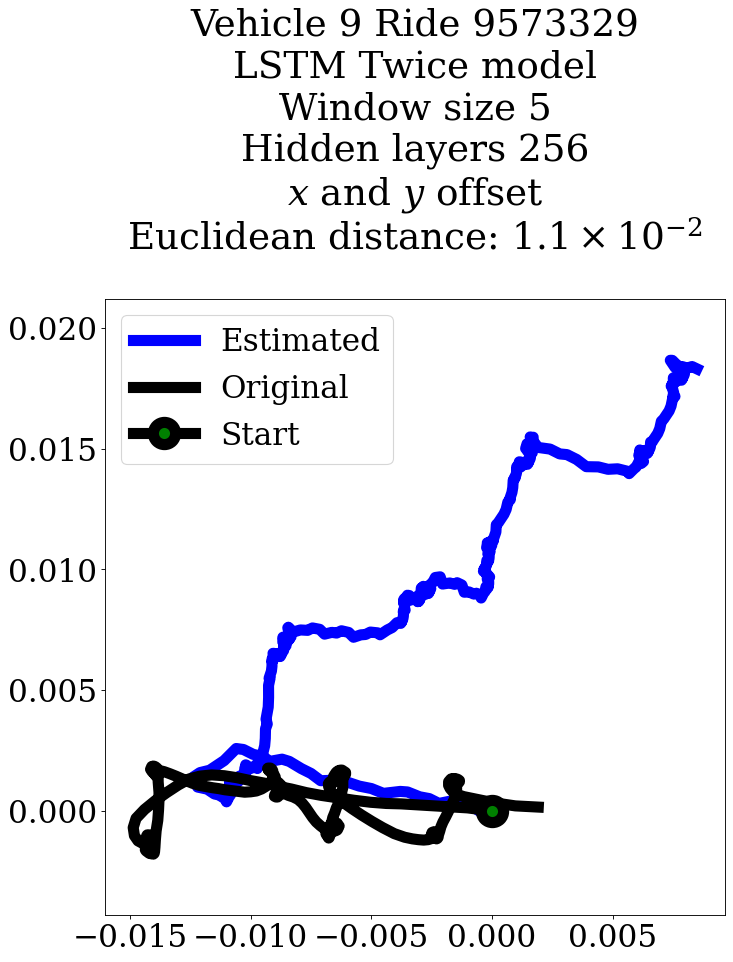 Vehicle 9 Ride 9573329
LSTM Twice model
Window size 5
Hidden layers 256
x and y offset
Euclidean distance: 1.1 × 10⁻²
Estimated
Original
Start
0.020
0.015
0.010
0.005
0.000
−0.015 −0.010 −0.005 0.000 0.005